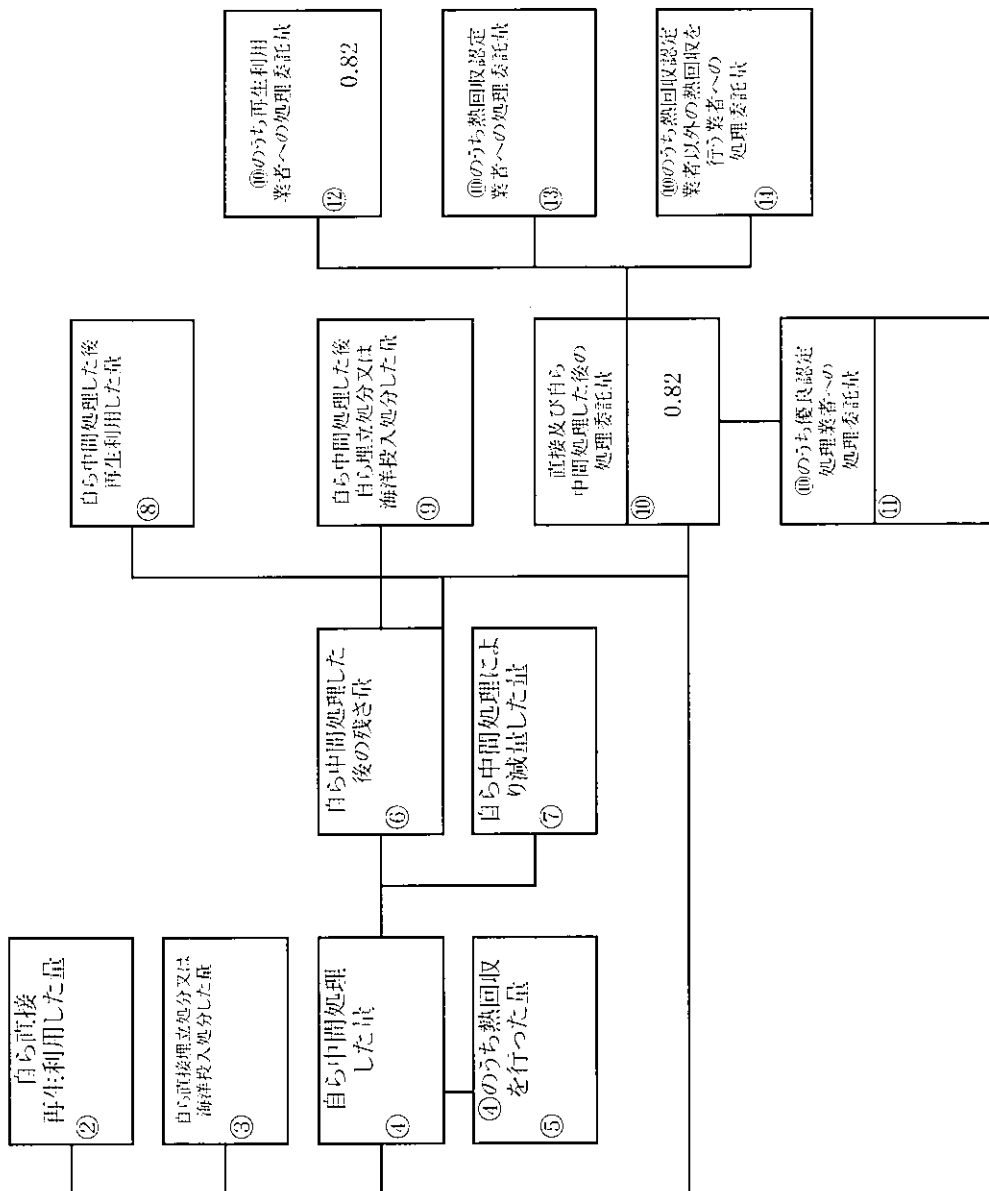 自ら直接
再生利用した量
②
自ら直接埋立処分又は
海洋投入処分した量
③
自ら中間処理
した量
④
④のうち熱回収
を行った量
⑤
自ら中間処理した
後の残さ量
⑥
自ら中間処理によ
り減量した量
⑦
自ら中間処理した後
再生利用した量
⑧
自ら中間処理した後
自ら埋立処分又は
海洋投入処分した量
⑨
直接及び自ら
中間処理した後の
処理委託量
⑩
0.82
⑩のうち優良認定
処理業者への
処理委託量
⑪
⑩のうち再生利用
業者への処理委託量
⑫
0.82
⑩のうち熱回収認定
業者への処理委託量
⑬
⑩のうち熱回収認定
業者以外の熱回収を
行う業者への
処理委託量
⑭